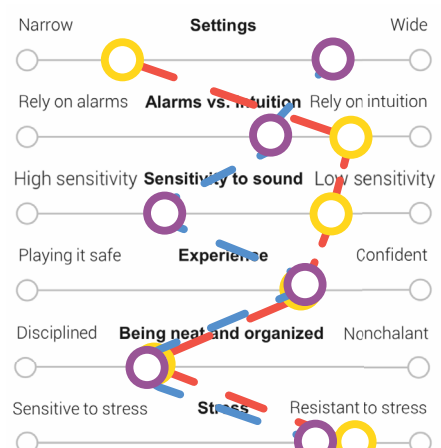 Narrow Settings Wide
Rely on alarms Alarms vs. intuition Rely on intuition
High sensitivity Sensitivity to sound Low sensitivity
Playing it safe Experience Confident
Disciplined Being neat and organized Nonchalant
Sensitive to stress Stress Resistant to stress